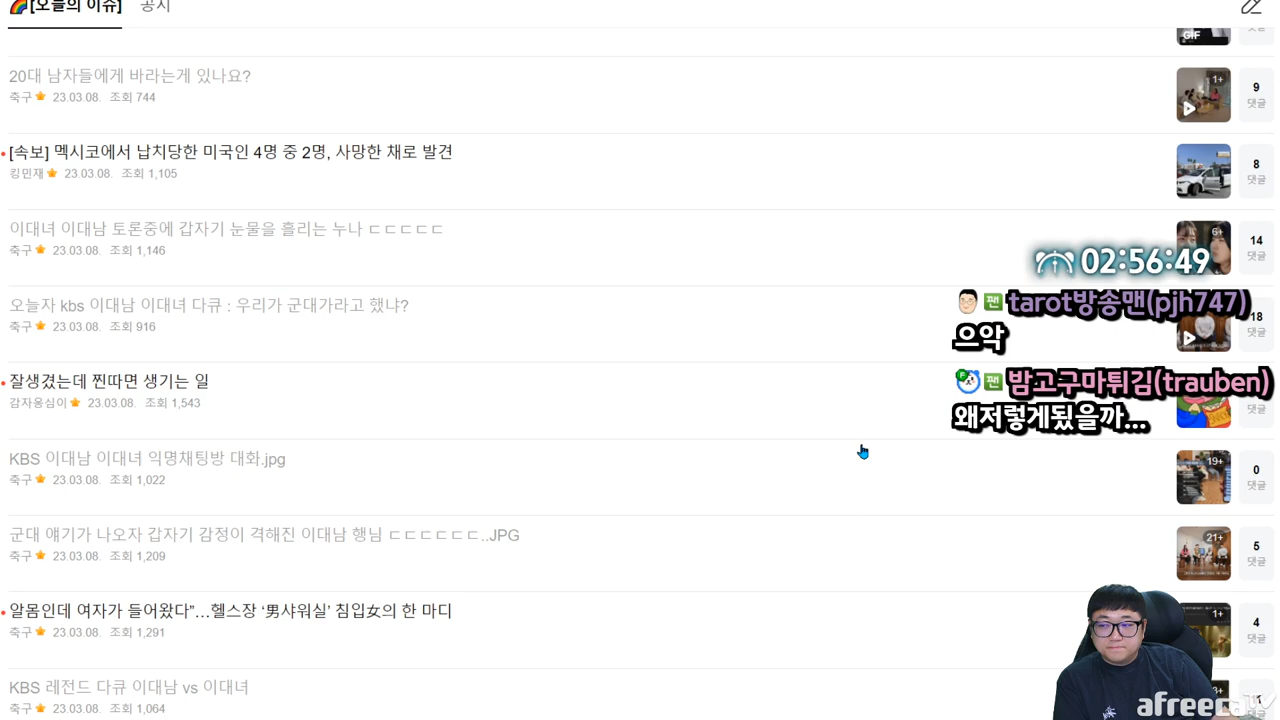 [오늘의 이슈] 공지
GIF
댓글
20대 남자들에게 바라는게 있나요?
축구 23.03.08. 조회 744
1+
9
댓글
[속보] 멕시코에서 납치당한 미국인 4명 중 2명, 사망한 채로 발견
킹민재 23.03.08. 조회 1,105
8
댓글
이대녀 이대남 토론중에 갑자기 눈물을 흘리는 누나 ㄷㄷㄷㄷㄷ
축구 23.03.08. 조회 1,146
6+
14
댓글
02:56:49
오늘자 kbs 이대남 이대녀 다큐 : 우리가 군대가라고 했냐?
축구 23.03.08. 조회 916
18
댓글
팬 tarot방송맨(pjh747)
으악
잘생겼는데 찐따면 생기는 일
감자옹심이 23.03.08. 조회 1,543
댓글
F 팬 밤고구마튀김(trauben)
왜저렇게됬을까...
KBS 이대남 이대녀 익명채팅방 대화.jpg
축구 23.03.08. 조회 1,022
19+
0
댓글
군대 얘기가 나오자 갑자기 감정이 격해진 이대남 행님 ㄷㄷㄷㄷㄷㄷ..JPG
축구 23.03.08. 조회 1,209
21+
5
댓글
알몸인데 여자가 들어왔다"…헬스장 ‘男샤워실’ 침입女의 한 마디
축구 23.03.08. 조회 1,291
1+
4
댓글
KBS 레전드 다큐 이대남 vs 이대녀
축구 23.03.08. 조회 1,064
afreecaTV